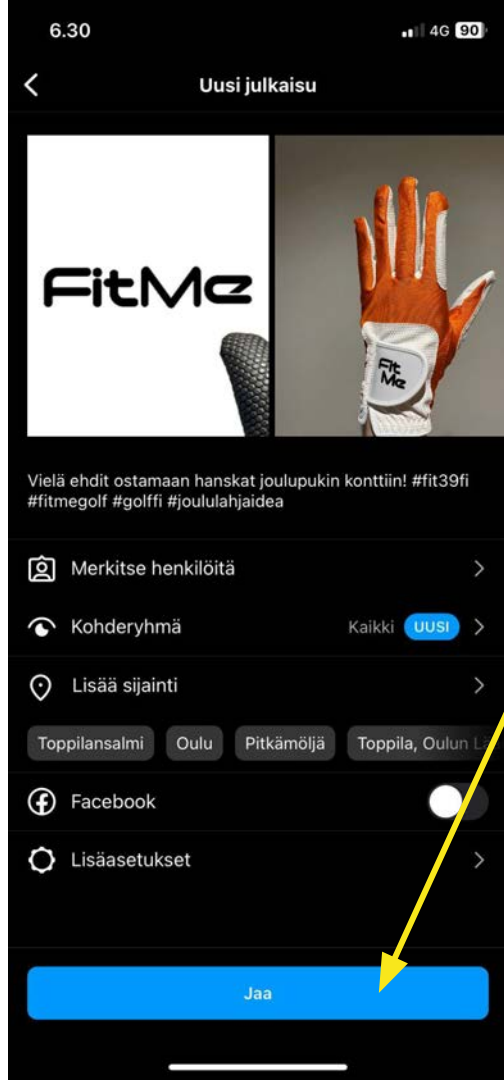 6.30
4G 90
Uusi julkaisu
FitMe
Fit
Me
Vielä ehdit ostamaan hanskat joulupukin konttiin! #fit39fi
#fitmegolf #golffi #joululahjaidea
Merkitse henkilöitä
Kohderyhmä Kaikki UUSI
Lisää sijainti
Toppilansalmi Oulu Pitkämöljä Toppila, Oulun Lä
Facebook
Lisäasetukset
Jaa